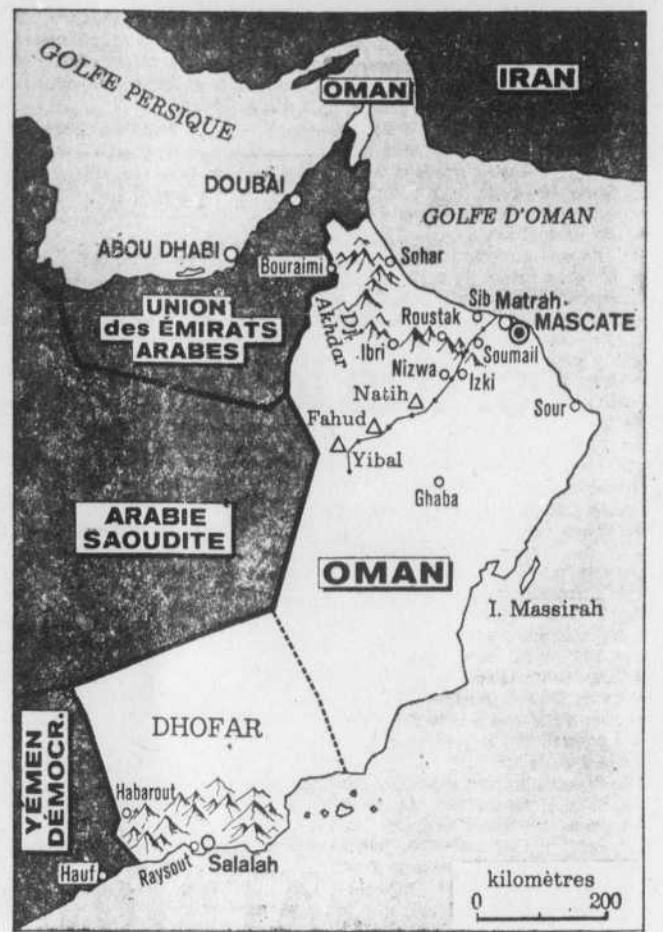 GOLFE PERSIQUE
OMAN
IRAN
DOUBAÏ
GOLFE D'OMAN
ABOU DHABI
Bouraimi
Sohar
UNION
des ÉMIRATS
ARABES
Dj.
Akhdar
Sib
Matrah
MASCATE
Roustak
Ibri
Soumail
Nizwa
Izki
Natih
Sour
Fahud
Yibal
Ghaba
ARABIE
SAOUDITE
OMAN
I. Massirah
DHOFAR
YÉMEN
DÉMOCR.
Habarout
Hauf
Raysout
Salalah
kilomètres
0 200